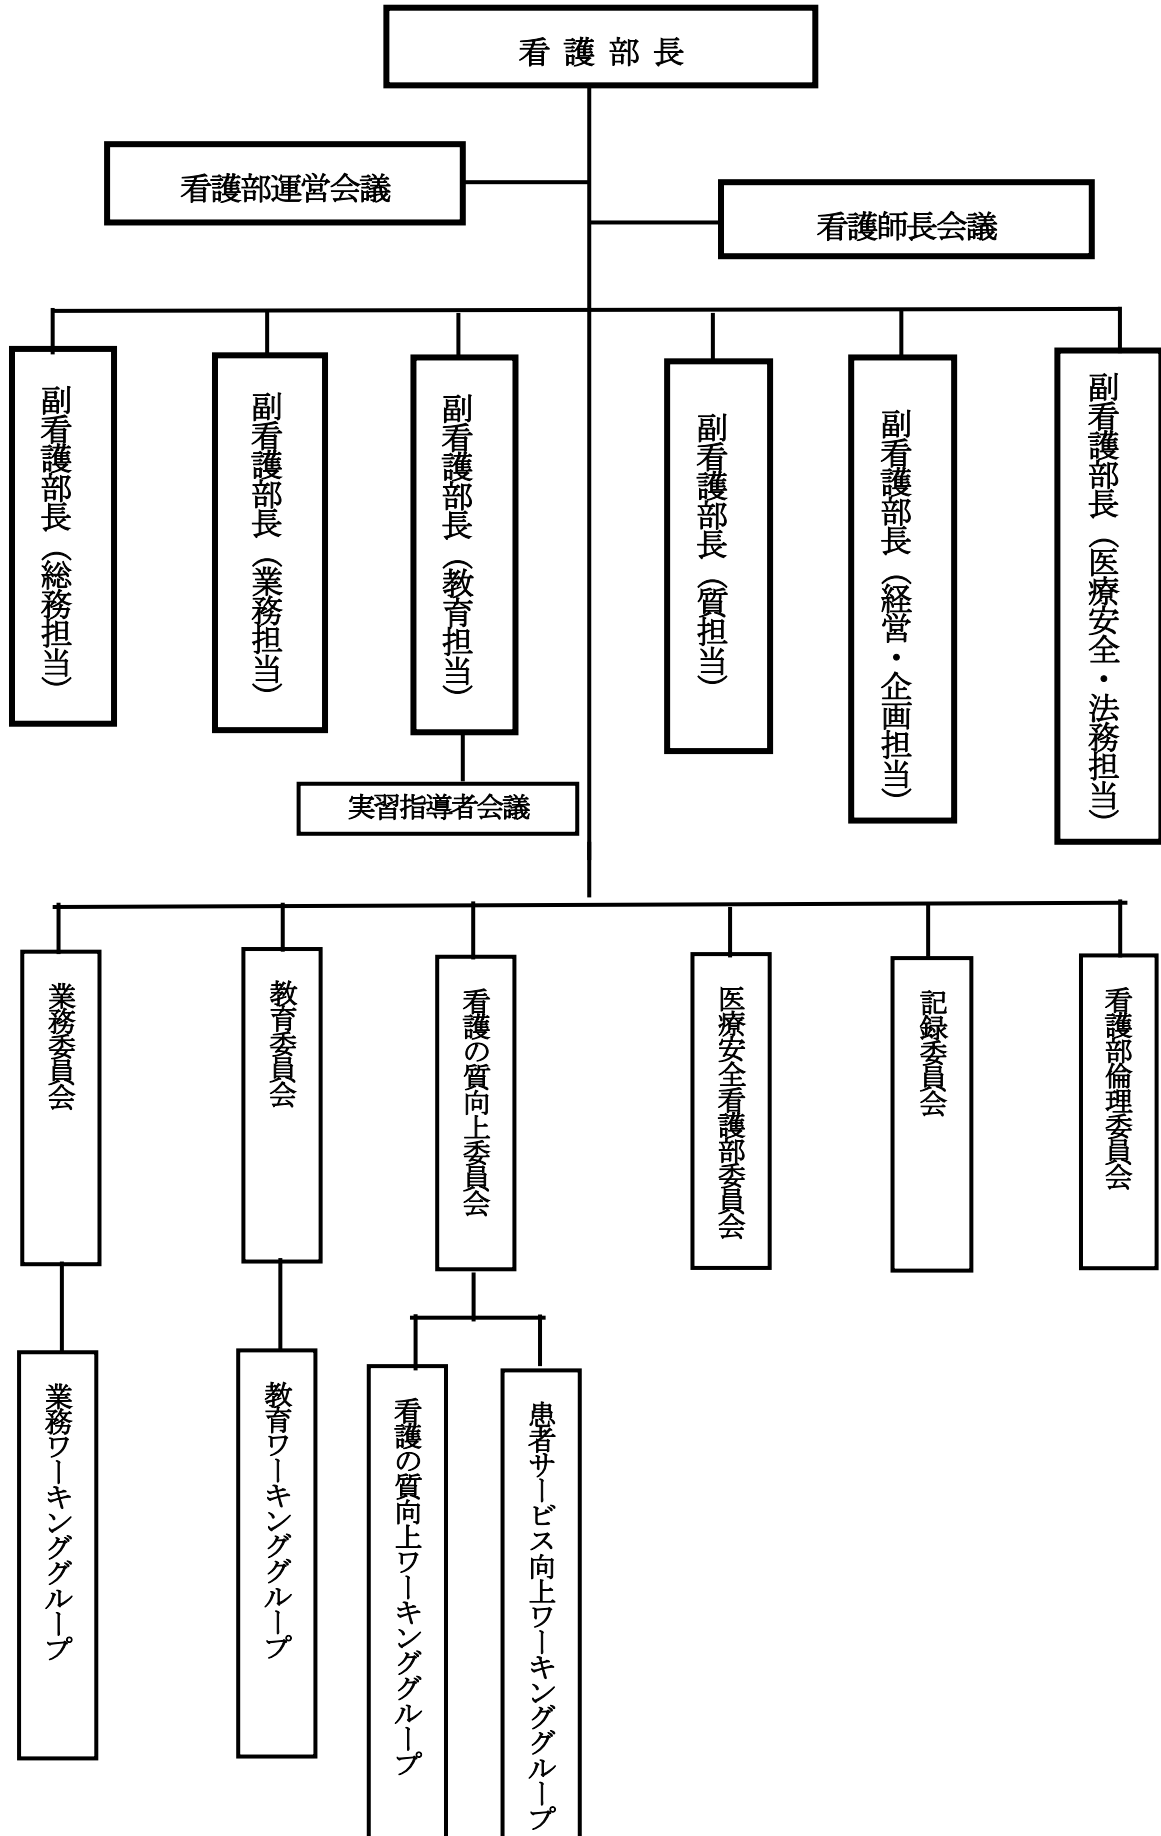 看護部長
看護部運営会議
看護師長会議
副看護部長（総務担当）
副看護部長（業務担当）
副看護部長（教育担当）
副看護部長（質担当）
副看護部長（経営・企画担当）
副看護部長（医療安全・法務担当）
実習指導者会議
業務委員会
教育委員会
看護の質向上委員会
医療安全看護部委員会
記録委員会
看護部倫理委員会
業務ワーキンググループ
教育ワーキンググループ
看護の質向上ワーキンググループ
患者サービス向上ワーキンググループ